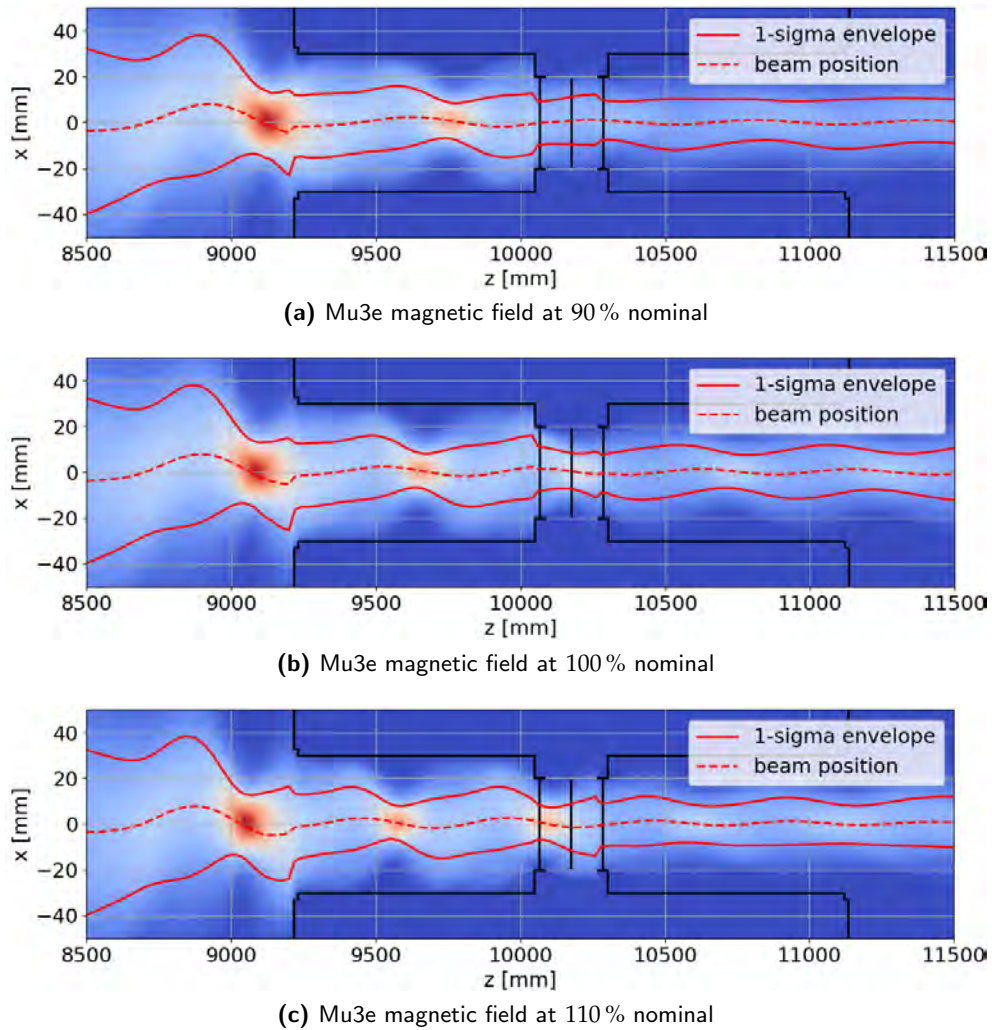 40
20
0
−20
−40
x [mm]
1-sigma envelope
beam position
8500 9000 9500 10000 10500 11000 11500
z [mm]
(a) Mu3e magnetic field at 90 % nominal
40
20
0
−20
−40
x [mm]
1-sigma envelope
beam position
8500 9000 9500 10000 10500 11000 11500
z [mm]
(b) Mu3e magnetic field at 100 % nominal
40
20
0
−20
−40
x [mm]
1-sigma envelope
beam position
8500 9000 9500 10000 10500 11000 11500
z [mm]
(c) Mu3e magnetic field at 110 % nominal